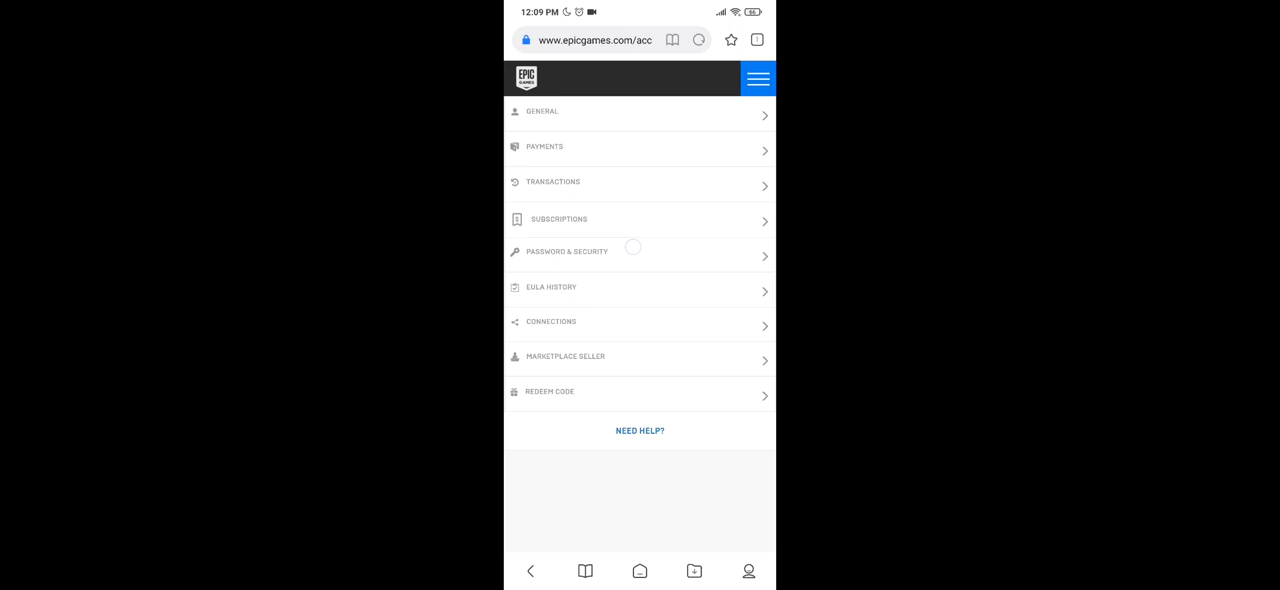 12:09 PM
66
www.epicgames.com/acc
EPIC
GAMES
GENERAL
PAYMENTS
TRANSACTIONS
SUBSCRIPTIONS
PASSWORD & SECURITY
EULA HISTORY
CONNECTIONS
MARKETPLACE SELLER
REDEEM CODE
NEED HELP?